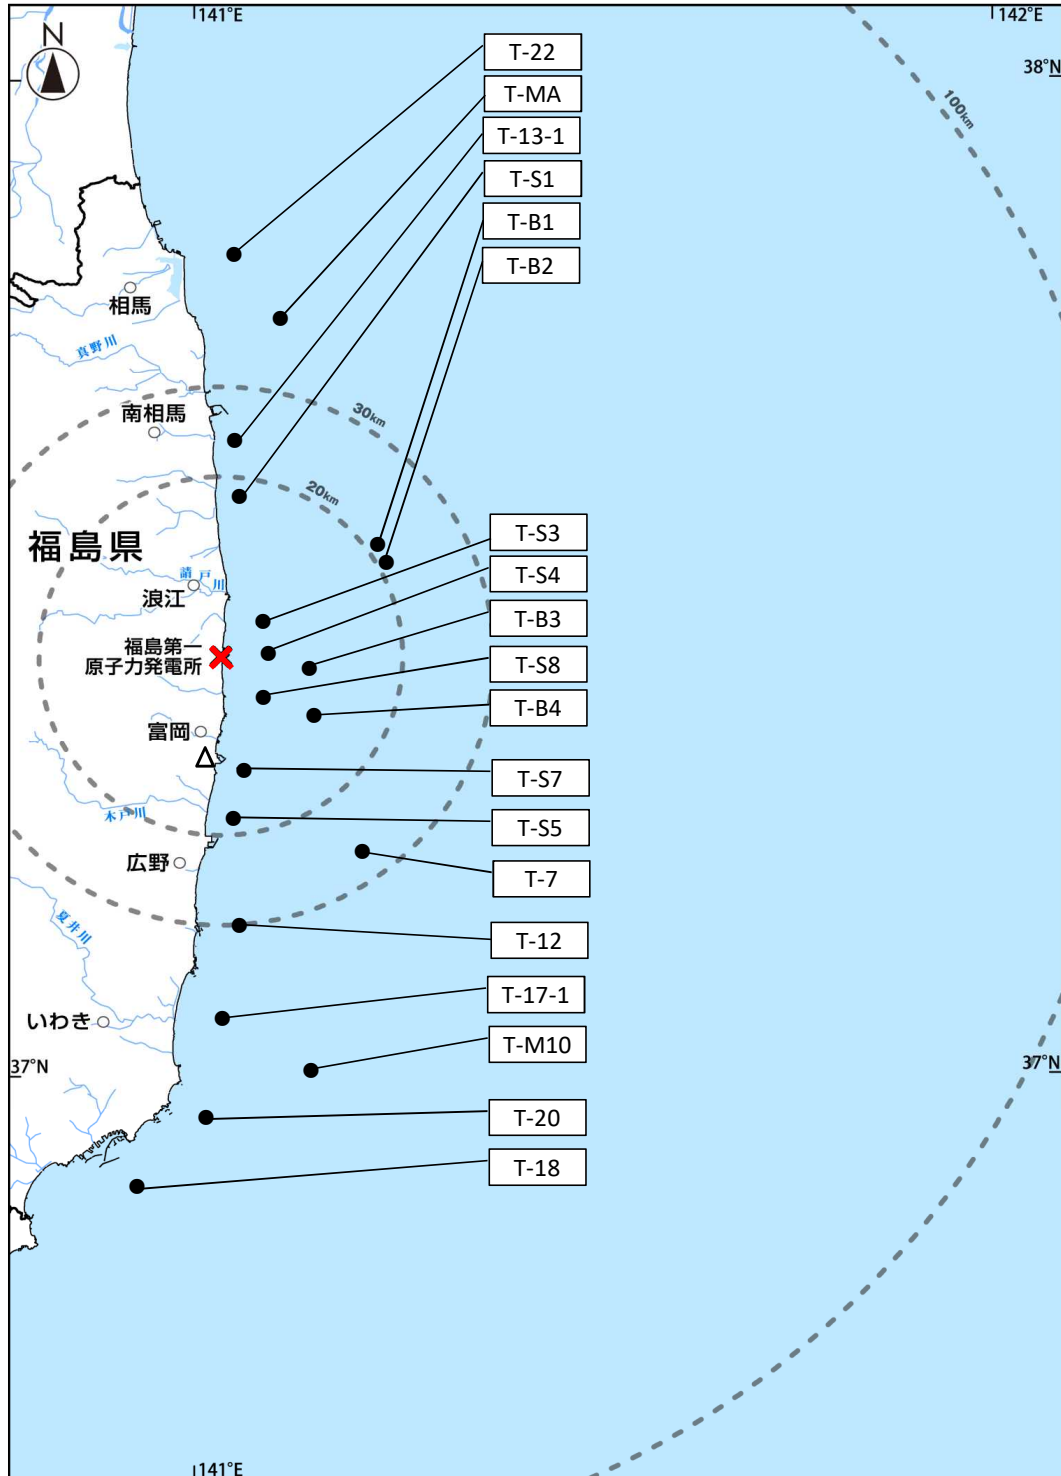 141°E
142°E
N
38°N
T-22
T-MA
T-13-1
T-S1
T-B1
T-B2
100km
相馬
真野川
南相馬
30km
20km
福島県
請戸川
浪江
T-S3
T-S4
T-B3
T-S8
T-B4
福島第一
原子力発電所
富岡
T-S7
木戸川
T-S5
広野
T-7
夏井川
T-12
T-17-1
いわき
T-M10
37°N
37°N
T-20
T-18
141°E